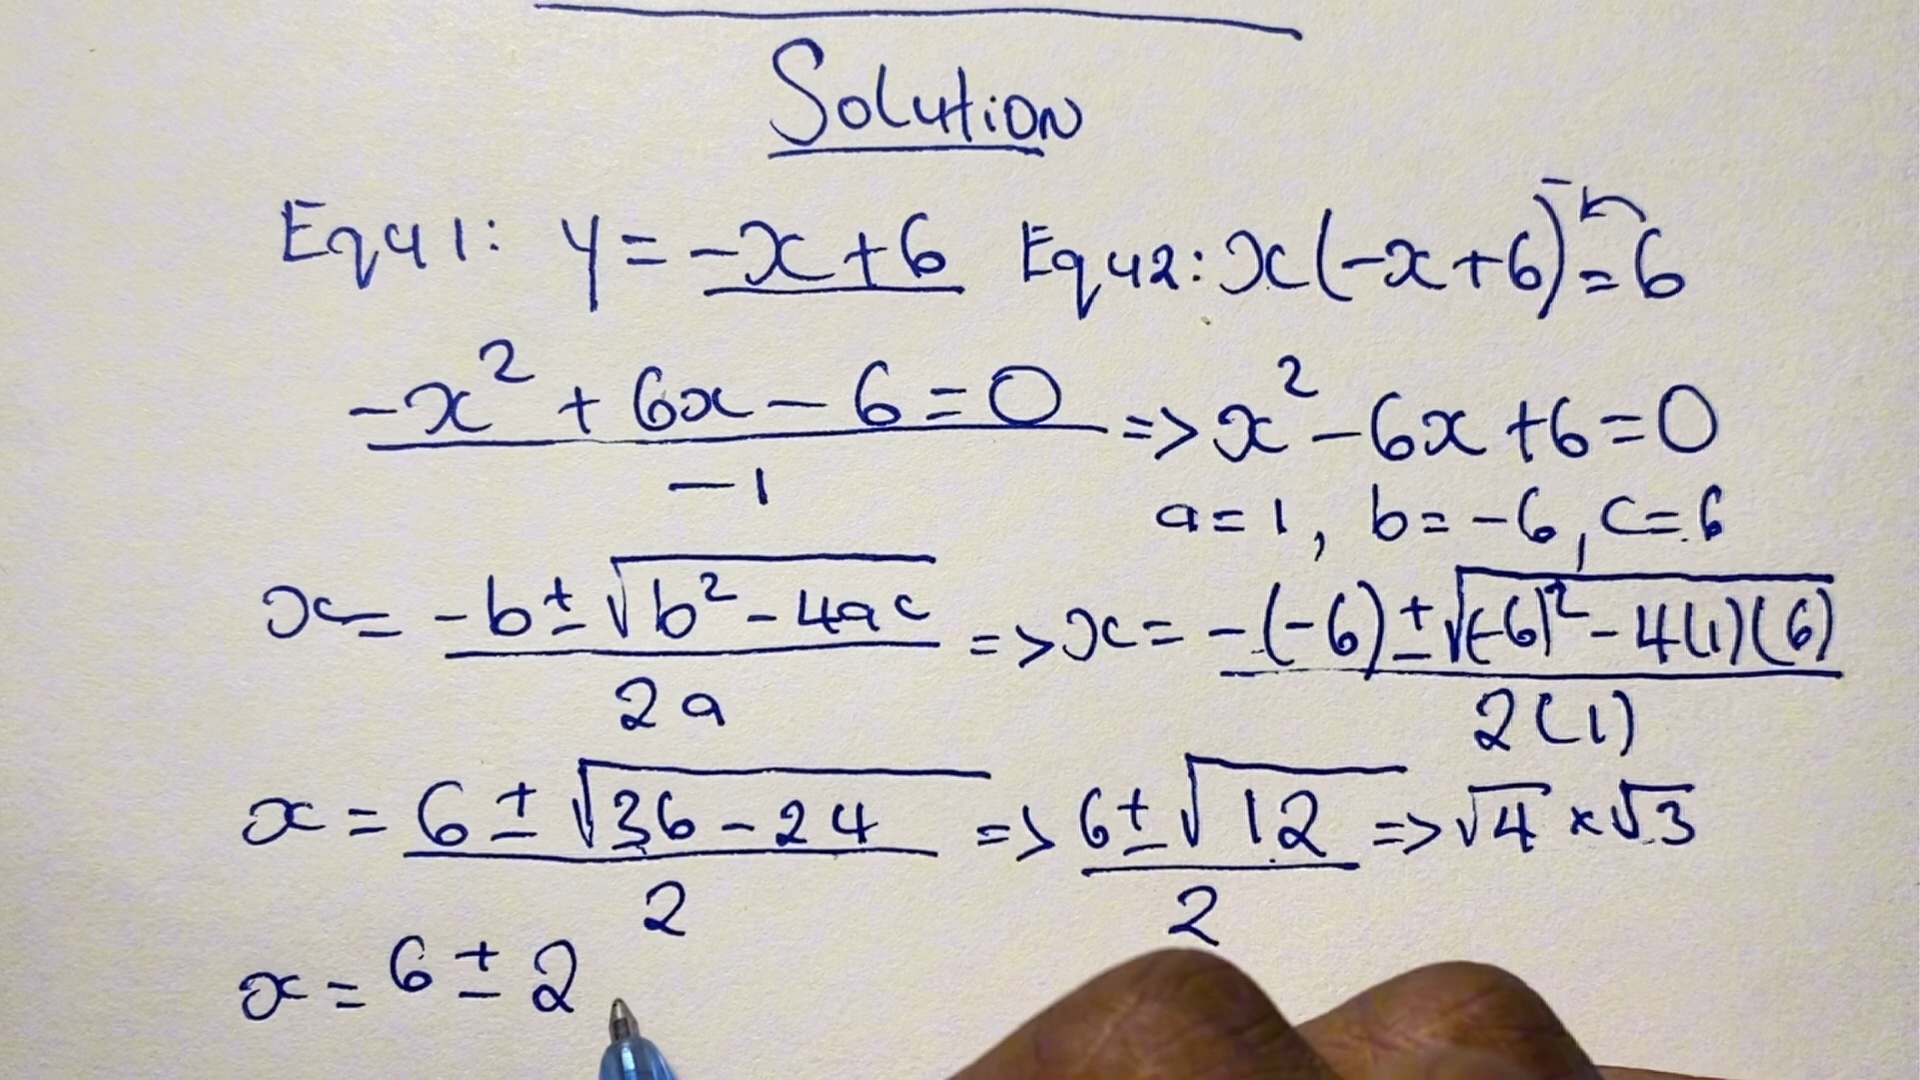 Solution
Equ1: y = -x + 6 Equ2: x(-x+6)⁻ = 6
-x² + 6x - 6 = 0 / -1 => x² - 6x + 6 = 0
a = 1, b = -6, c = 6
x = -b ± √(b² - 4ac) / 2a => x = -(-6) ± √((-6)² - 4(1)(6)) / 2(1)
x = 6 ± √(36 - 24) / 2 => 6 ± √12 / 2 => √4 × √3
x = 6 ± 2